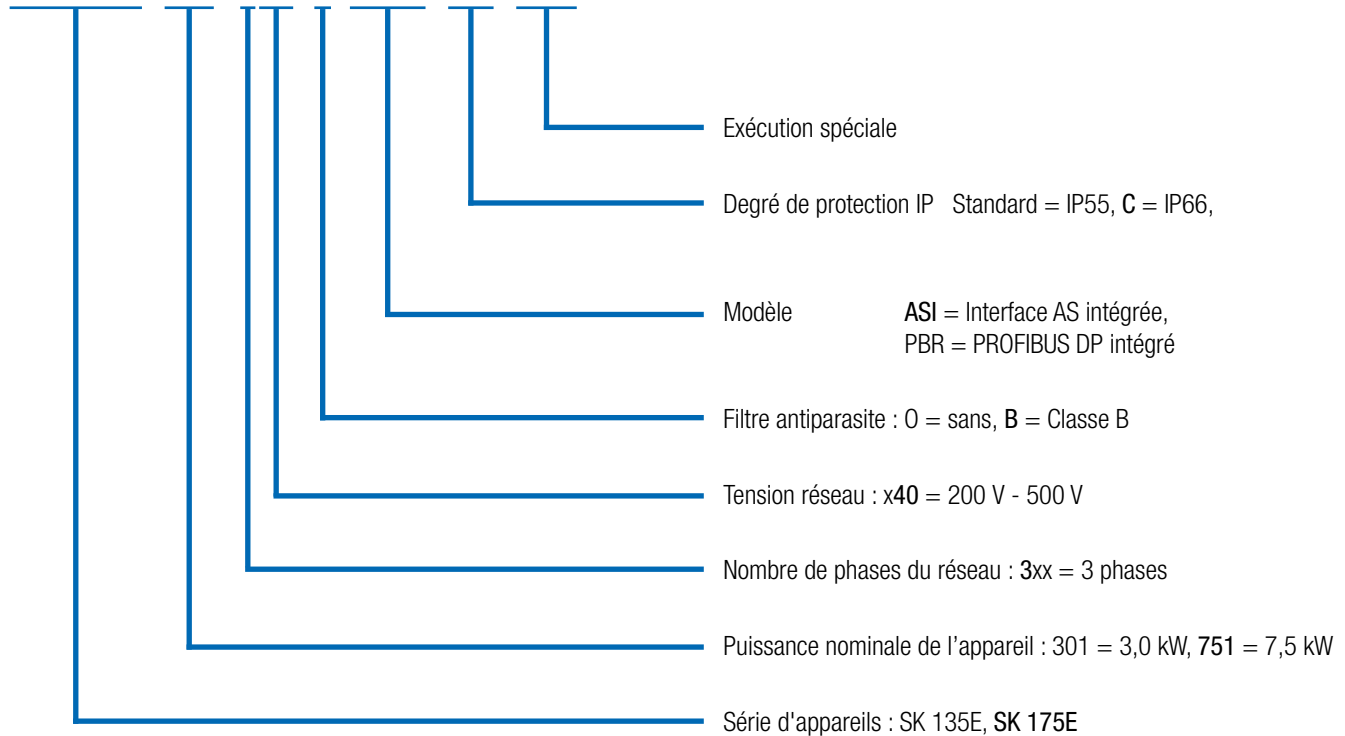 Exécution spéciale
Degré de protection IP Standard = IP55, C = IP66,
Modèle ASI = Interface AS intégrée,
PBR = PROFIBUS DP intégré
Filtre antiparasite : O = sans, B = Classe B
Tension réseau : x40 = 200 V - 500 V
Nombre de phases du réseau : 3xx = 3 phases
Puissance nominale de l’appareil : 301 = 3,0 kW, 751 = 7,5 kW
Série d'appareils : SK 135E, SK 175E